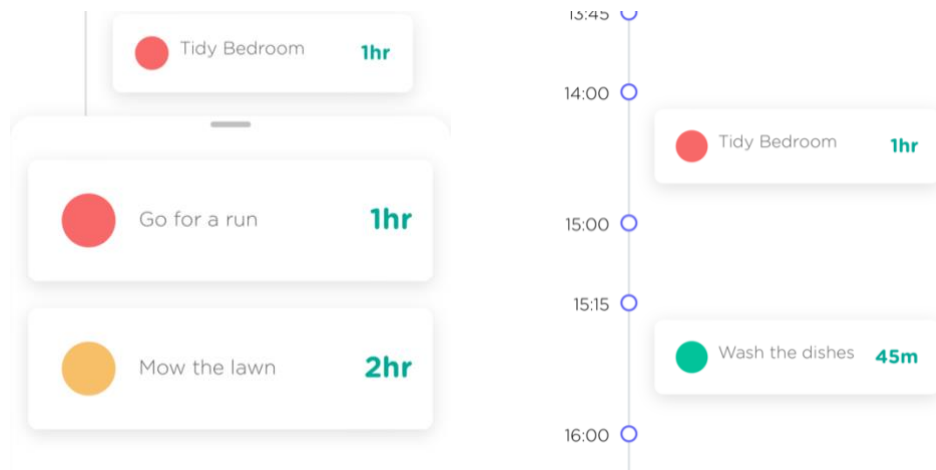 Tidy Bedroom 1hr
Go for a run 1hr
Mow the lawn 2hr
13:45
14:00
Tidy Bedroom 1hr
15:00
15:15
Wash the dishes 45m
16:00